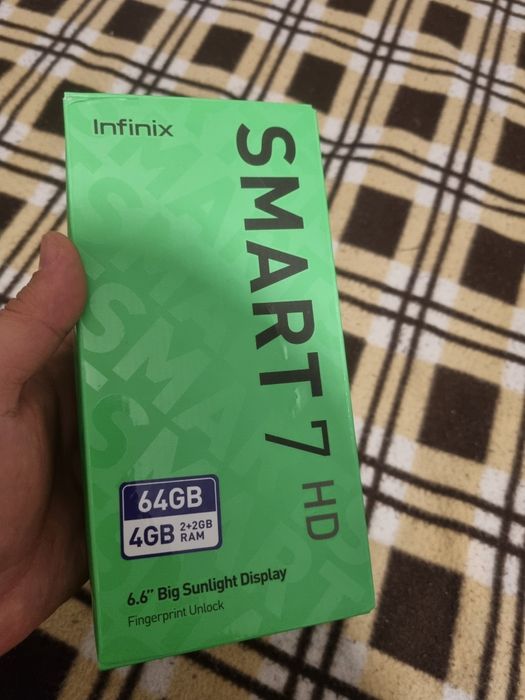 Infinix
SMART 7 HD
64GB
4GB 2+2GB RAM
6.6" Big Sunlight Display
Fingerprint Unlock